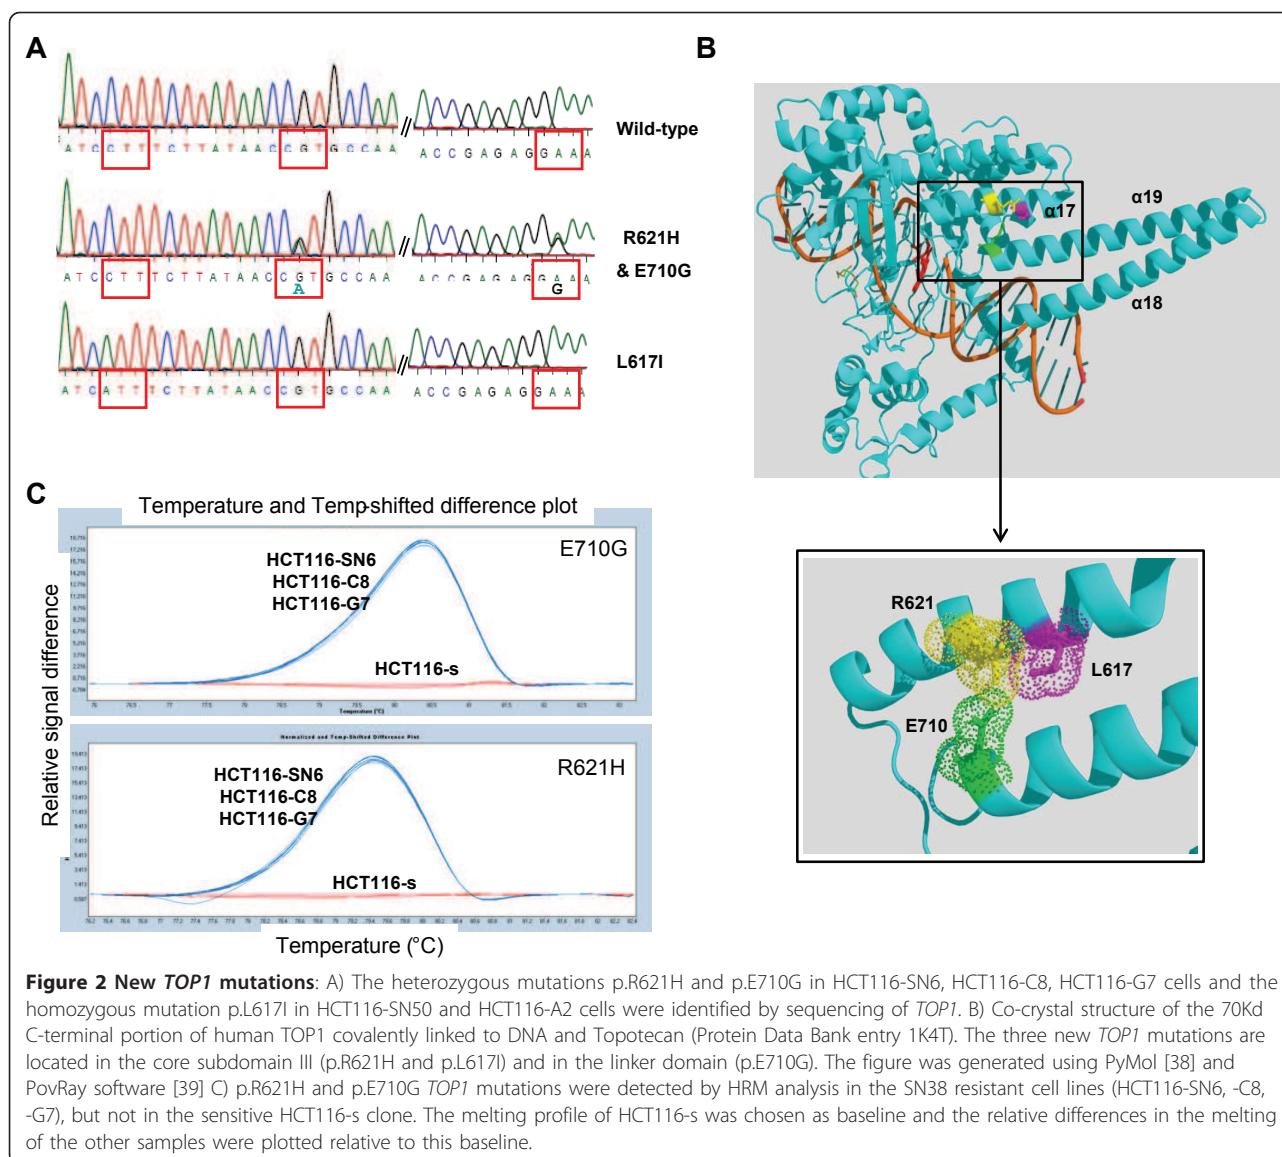 A
B
ATCCTTTCTTATAACCGTGCCAA
//
ACCGAGAGGAAA
Wild-type
ATCCTTTCTTATAACCGTGCCAA
A
//
ACCGAGAGGAAA
G
R621H
& E710G
ATCATTTCTTATAACCGTGCCAA
//
ACCGAGAGGAAA
L617I
α17
α19
α18
R621
L617
E710
C
Temperature and Temp-shifted difference plot
Relative signal difference
E710G
HCT116-SN6
HCT116-C8
HCT116-G7
HCT116-s
Temperature (°C)
Normalized and Temp-Shifted Difference Plot
R621H
HCT116-SN6
HCT116-C8
HCT116-G7
HCT116-s
Temperature (°C)
Figure 2 New TOP1 mutations: A) The heterozygous mutations p.R621H and p.E710G in HCT116-SN6, HCT116-C8, HCT116-G7 cells and the
homozygous mutation p.L617I in HCT116-SN50 and HCT116-A2 cells were identified by sequencing of TOP1. B) Co-crystal structure of the 70Kd
C-terminal portion of human TOP1 covalently linked to DNA and Topotecan (Protein Data Bank entry 1K4T). The three new TOP1 mutations are
located in the core subdomain III (p.R621H and p.L617I) and in the linker domain (p.E710G). The figure was generated using PyMol [38] and
PovRay software [39] C) p.R621H and p.E710G TOP1 mutations were detected by HRM analysis in the SN38 resistant cell lines (HCT116-SN6, -C8,
-G7), but not in the sensitive HCT116-s clone. The melting profile of HCT116-s was chosen as baseline and the relative differences in the melting
of the other samples were plotted relative to this baseline.